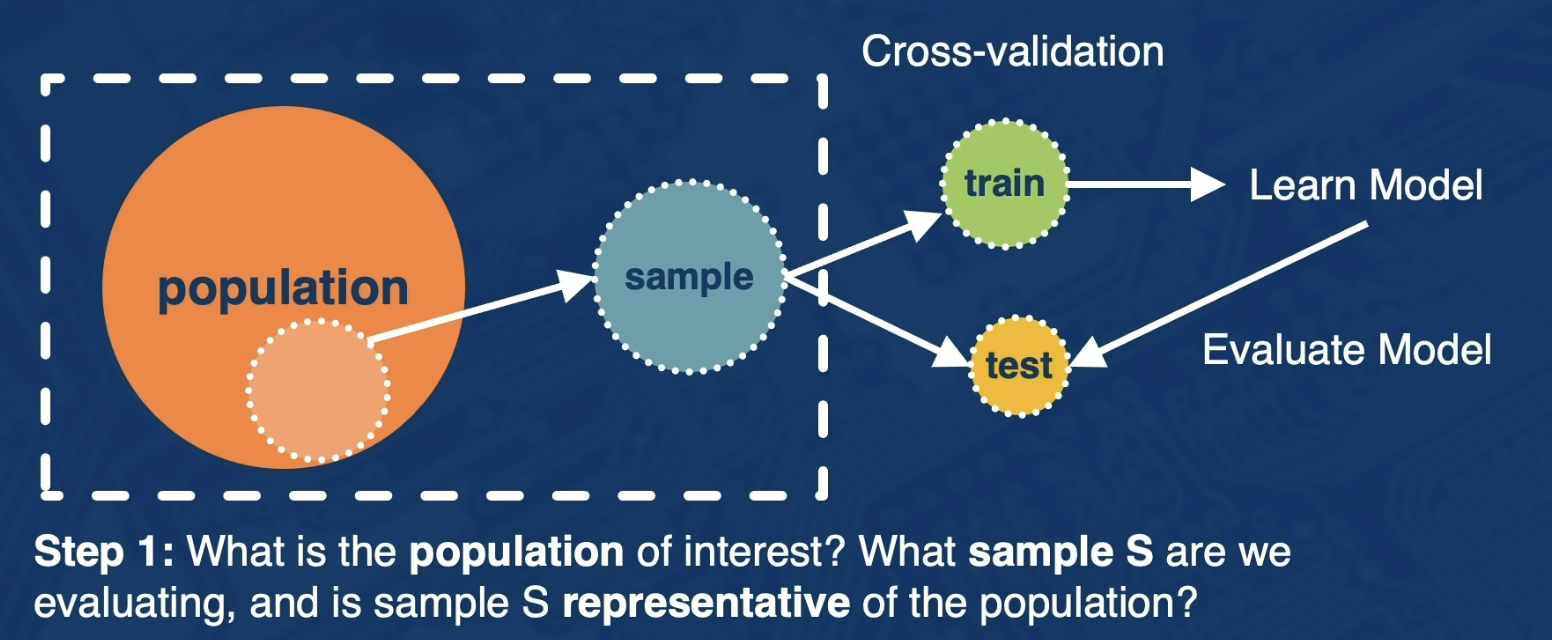 Cross-validation
population
sample
train
Learn Model
test
Evaluate Model
Step 1: What is the population of interest? What sample S are we
evaluating, and is sample S representative of the population?